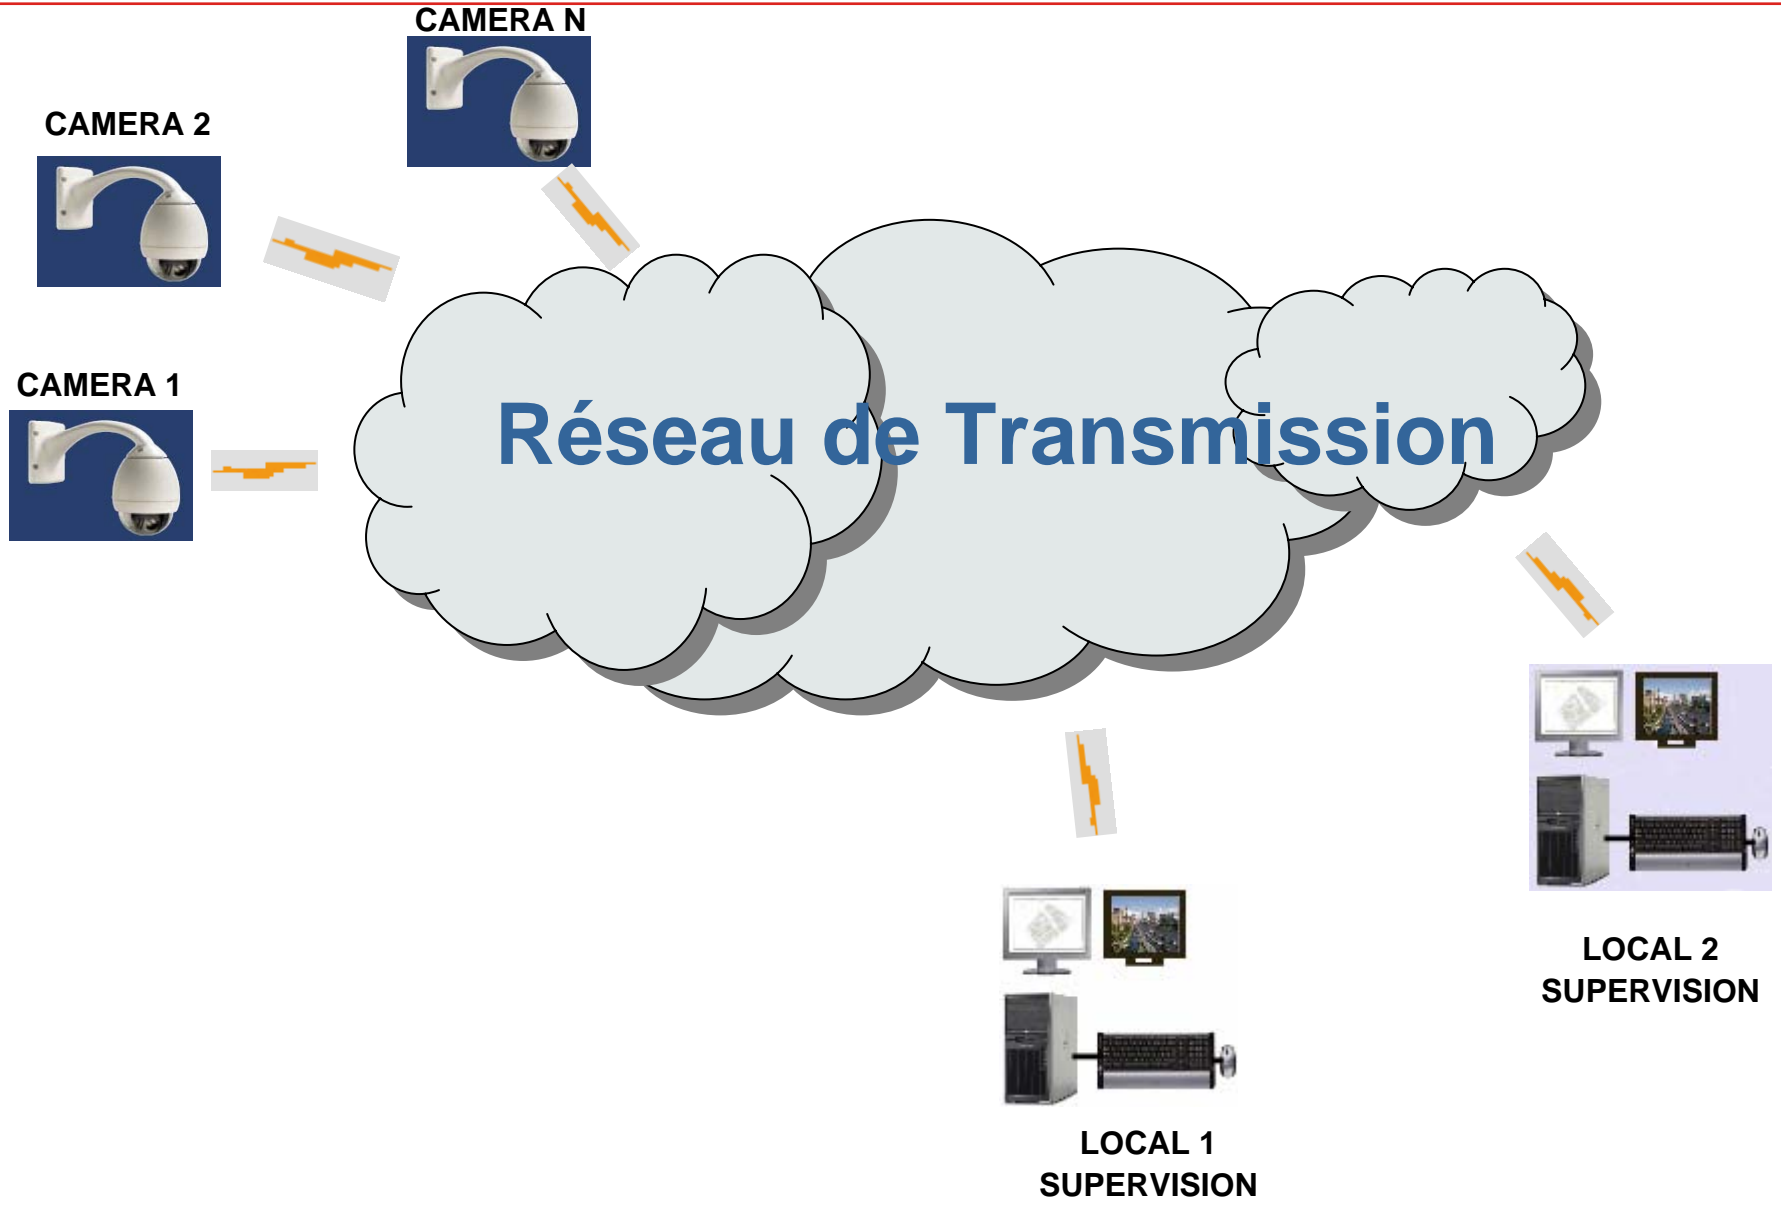 CAMERA N
CAMERA 2
CAMERA 1
Réseau de Transmission
LOCAL 2
SUPERVISION
LOCAL 1
SUPERVISION